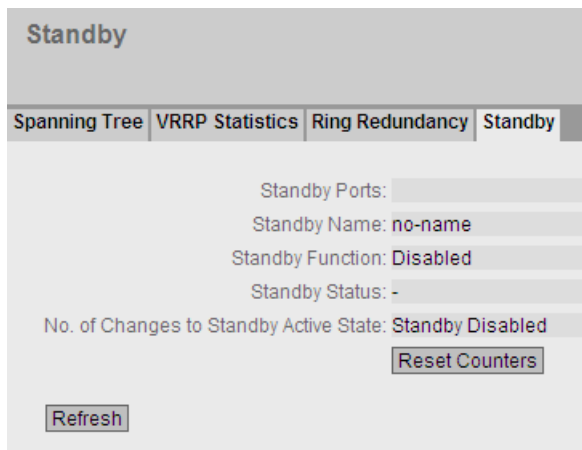 Standby
Spanning Tree VRRP Statistics Ring Redundancy Standby
Standby Ports:
Standby Name: no-name
Standby Function: Disabled
Standby Status: -
No. of Changes to Standby Active State: Standby Disabled
Reset Counters
Refresh